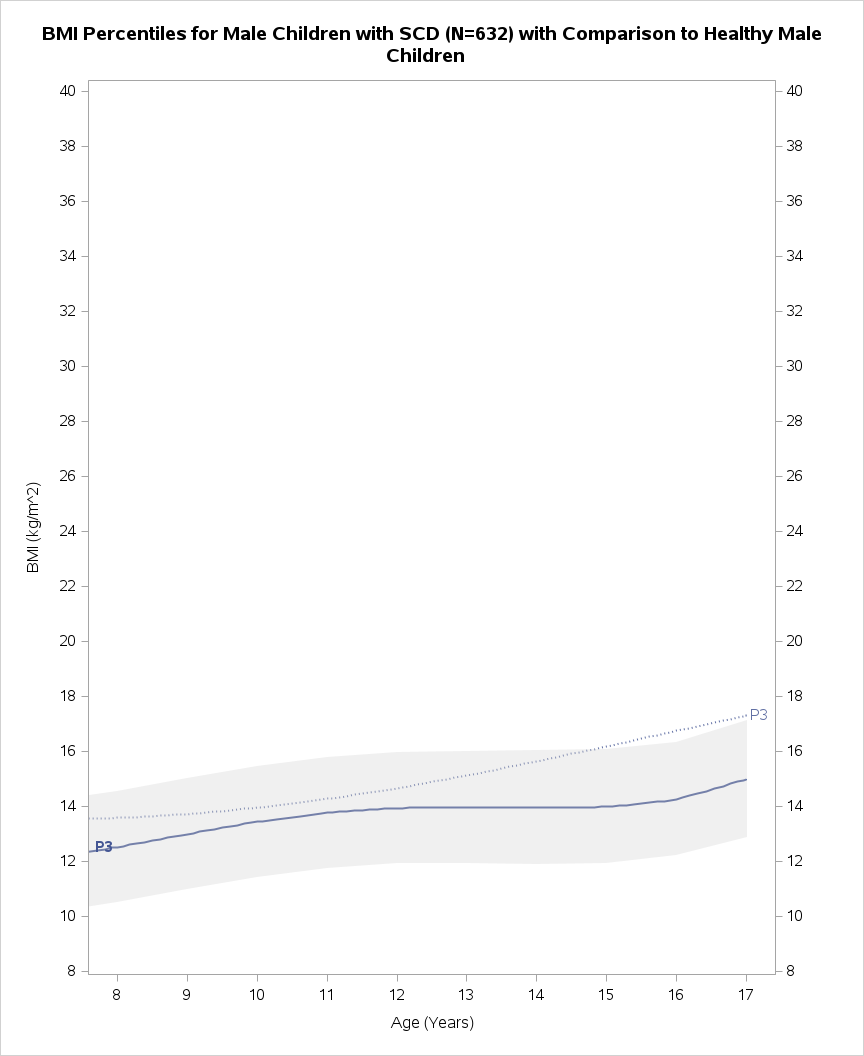 BMI Percentiles for Male Children with SCD (N=632) with Comparison to Healthy Male
Children
40 40
38 38
36 36
34 34
32 32
30 30
28 28
26 26
24 24
22 22
20 20
18 18
16 16
14 14
12 12
10 10
8 8
BMI (kg/m^2)
P3
P3
8 9 10 11 12 13 14 15 16 17
Age (Years)